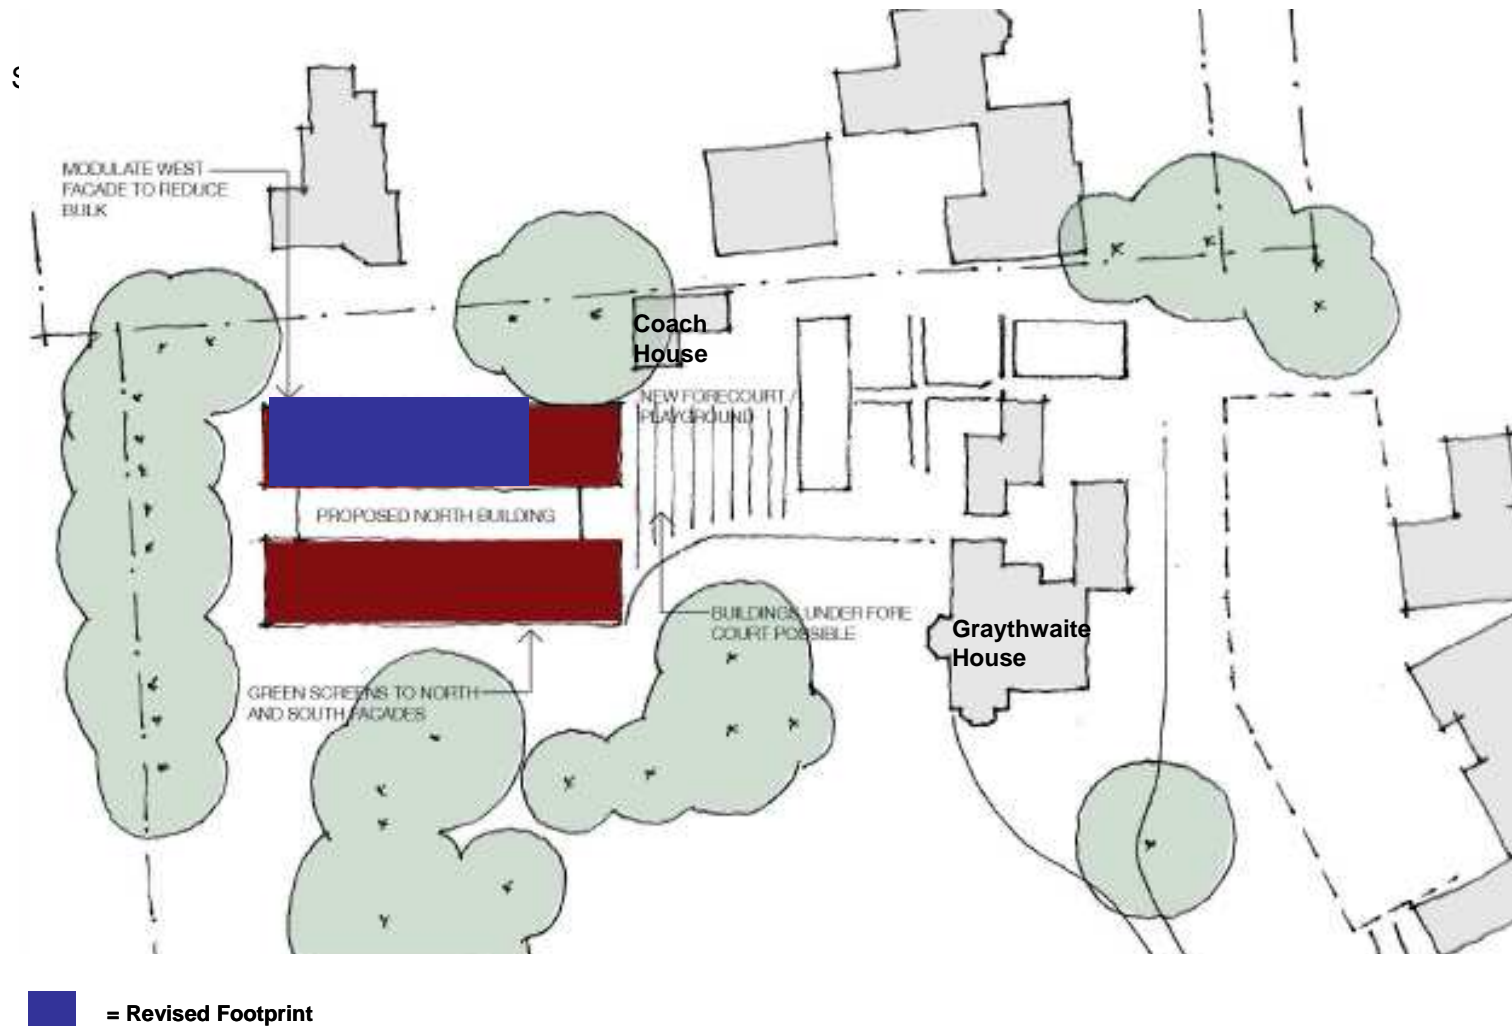 MODULATE WEST
FACADE TO REDUCE
BULK
Coach
House
NEW FORECOURT /
PLAYGROUND
PROPOSED NORTH BUILDING
BUILDINGS UNDER FORE
COURT POSSIBLE
Graythwaite
House
GREEN SCREENS TO NORTH
AND SOUTH FACADES
= Revised Footprint